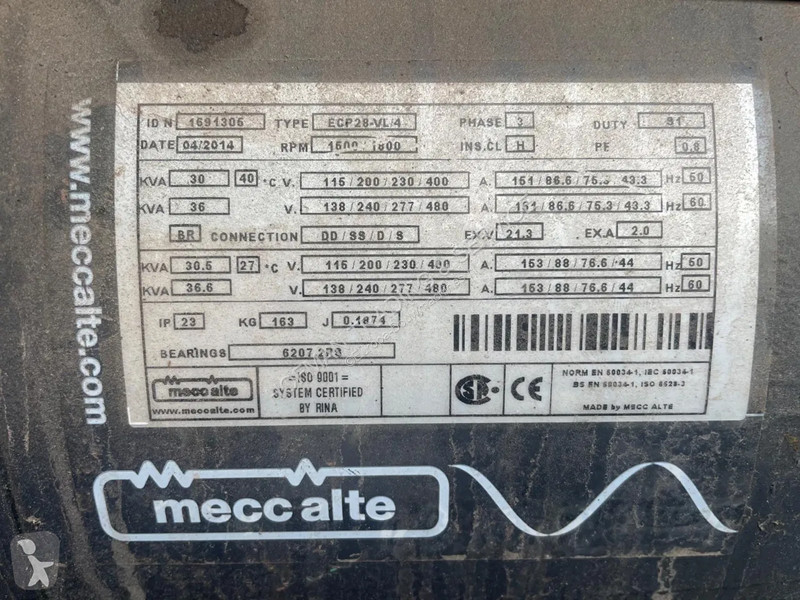 www.meccalte.com
ID N 1691305 TYPE ECP28-VL/4 PHASE 3 DUTY S1
DATE 04/2014 RPM 1500 / 1800 INS.CL H PF 0.8
KVA 30 40 °C V. 115 / 200 / 230 / 400 A. 151 / 86.6 / 75.3 / 43.3 Hz 50
KVA 36 V. 138 / 240 / 277 / 480 A. 151 / 86.6 / 75.3 / 43.3 Hz 60
BR CONNECTION DD / SS / D / S EX.V 21.3 EX.A 2.0
KVA 30.5 27 °C V. 115 / 200 / 230 / 400 A. 153 / 88 / 76.6 / 44 Hz 50
KVA 36.6 V. 138 / 240 / 277 / 480 A. 153 / 88 / 76.6 / 44 Hz 60
IP 23 KG 163 J 0.1874
BEARINGS 6207.2RS
mecc alte
www.meccalte.com
= ISO 9001 =
SYSTEM CERTIFIED
BY RINA
CE
NORM EN 60034-1, IEC 60034-1
BS EN 60034-1, ISO 8528-3
MADE by MECC ALTE
mecc alte